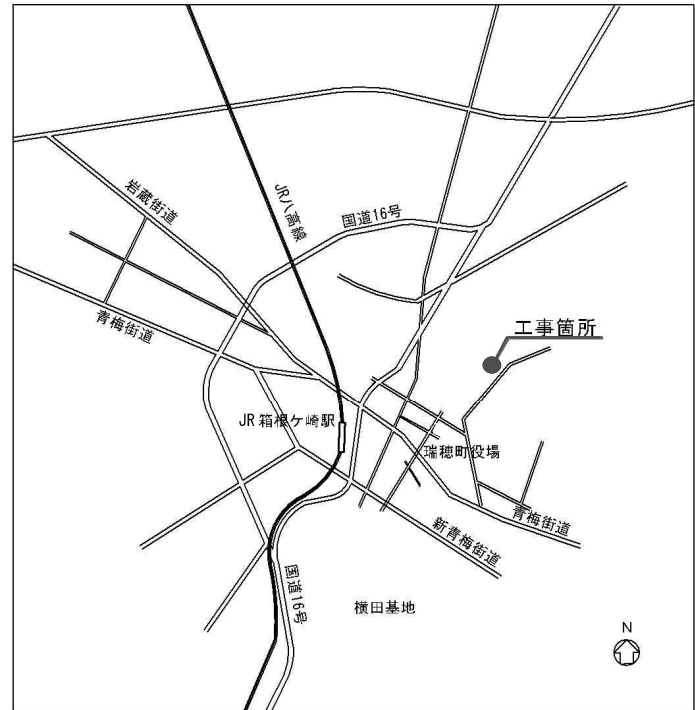 岩蔵街道
JR八高線
国道16号
青梅街道
工事箇所
JR箱根ケ崎駅
瑞穂町役場
青梅街道
新青梅街道
国道16号
横田基地
N